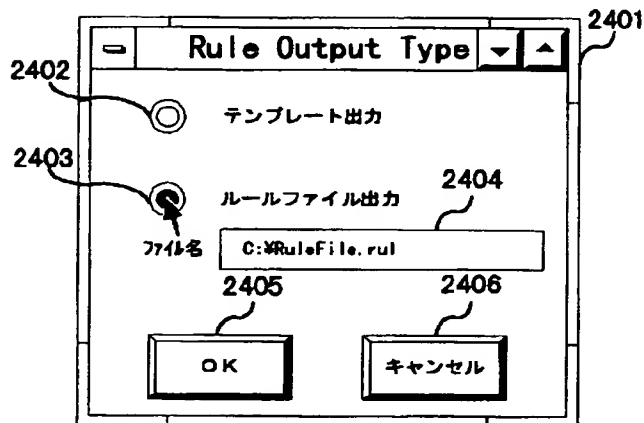 2401
Rule Output Type
2402
テンプレート出力
2403
ルールファイル出力
2404
ファイル名
C:¥RuleFile.rul
2405
2406
OK
キャンセル